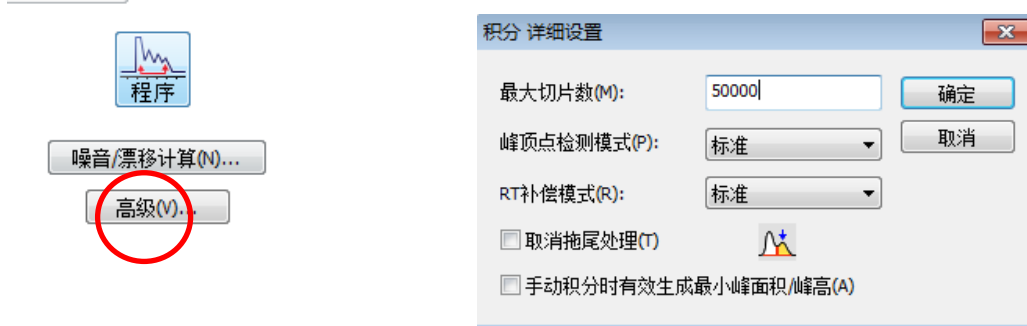 程序
噪音/漂移计算(N)...
高级(V)...
积分 详细设置
最大切片数(M):
50000
确定
峰顶点检测模式(P):
标准
取消
RT补偿模式(R):
标准
取消拖尾处理(T)
手动积分时有效生成最小峰面积/峰高(A)